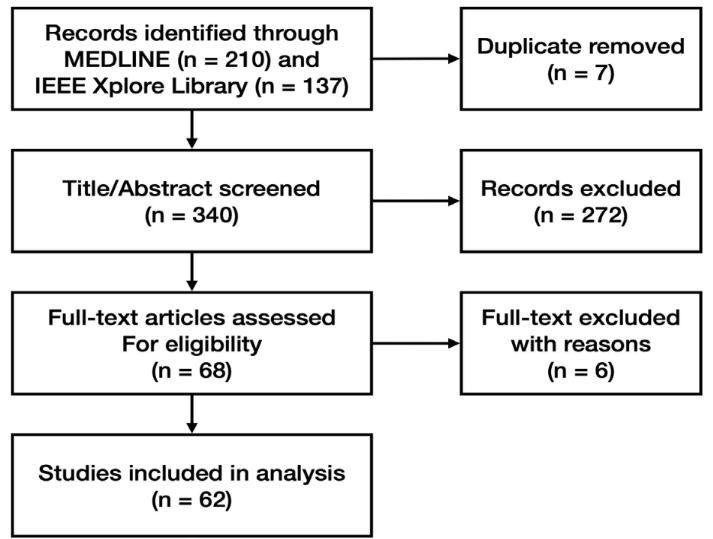 Records identified through
MEDLINE (n = 210) and
IEEE Xplore Library (n = 137)
Duplicate removed
(n = 7)
Title/Abstract screened
(n = 340)
Records excluded
(n = 272)
Full-text articles assessed
For eligibility
(n = 68)
Full-text excluded
with reasons
(n = 6)
Studies included in analysis
(n = 62)